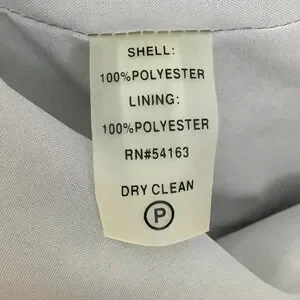 SHELL:
100%POLYESTER
LINING:
100%POLYESTER
RN#54163
DRY CLEAN
P